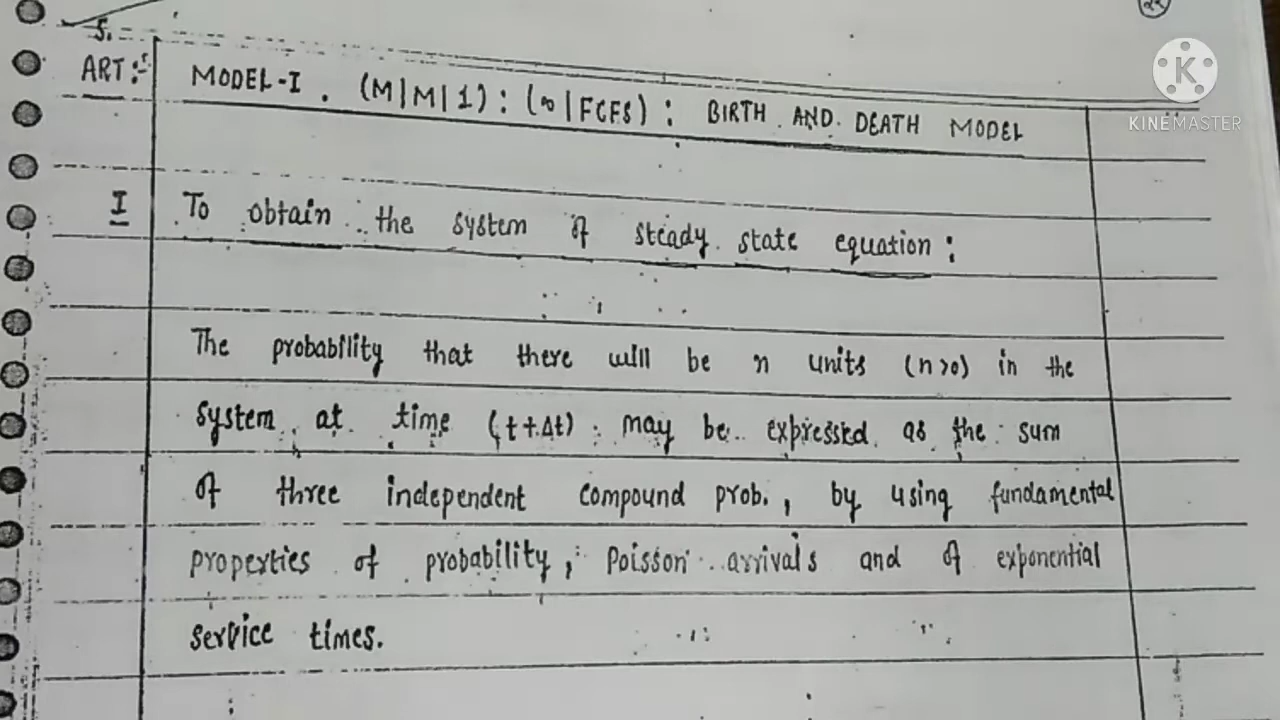 5.
ART:-
MODEL-I. (M|M|1) : (∞|FCFS) : BIRTH AND DEATH MODEL
I To obtain the system of steady state equation :
The probability that there will be n units (n>0) in the
system at time (t+Δt) may be expressed as the sum
of three independent compound prob., by using fundamental
properties of probability, Poisson arrivals and of exponential
service times.
K
KINEMASTER